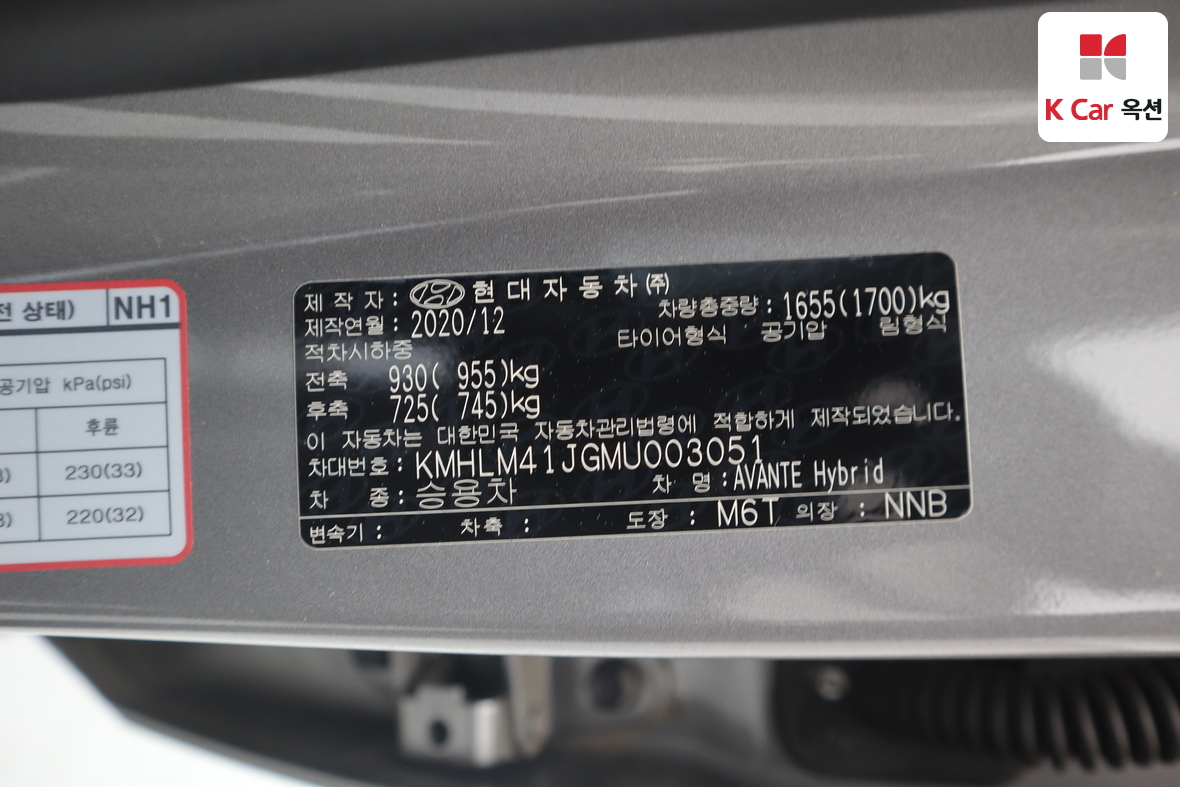 K Car 옥션
전 상태) NH1
공기압 kPa(psi)
후륜
3) 230(33)
3) 220(32)
제 작 자 : 현 대 자 동 차 ㈜
차량총중량 : 1655(1700)kg
제작연월 : 2020/12
타이어형식 공기압 림형식
적차시하중
전축 930( 955)kg
후축 725( 745)kg
이 자동차는 대한민국 자동차관리법령에 적합하게 제작되었습니다.
차대번호 : KMHLM41JGMU003051
차 종 : 승용차 차 명 : AVANTE Hybrid
변속기 : 차축 : 도장 : M6T 의장 : NNB